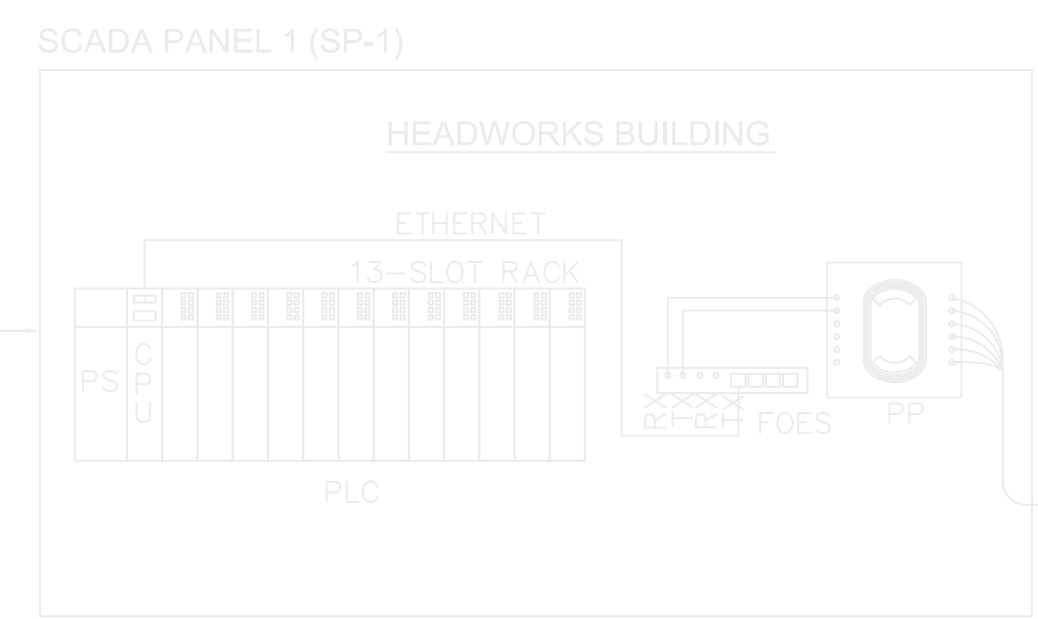 SCADA PANEL 1 (SP-1)
HEADWORKS BUILDING
ETHERNET
13-SLOT RACK
PS
CPU
RX
TX
RX
TX
FOES
PP
PLC